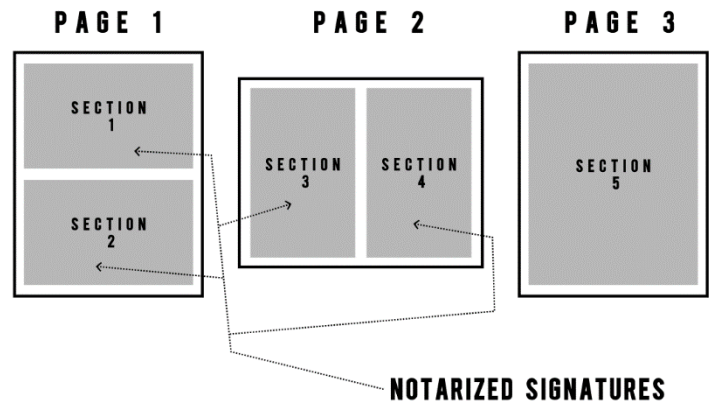 PAGE 1
PAGE 2
PAGE 3
SECTION
1
SECTION
2
SECTION
3
SECTION
4
SECTION
5
NOTARIZED SIGNATURES